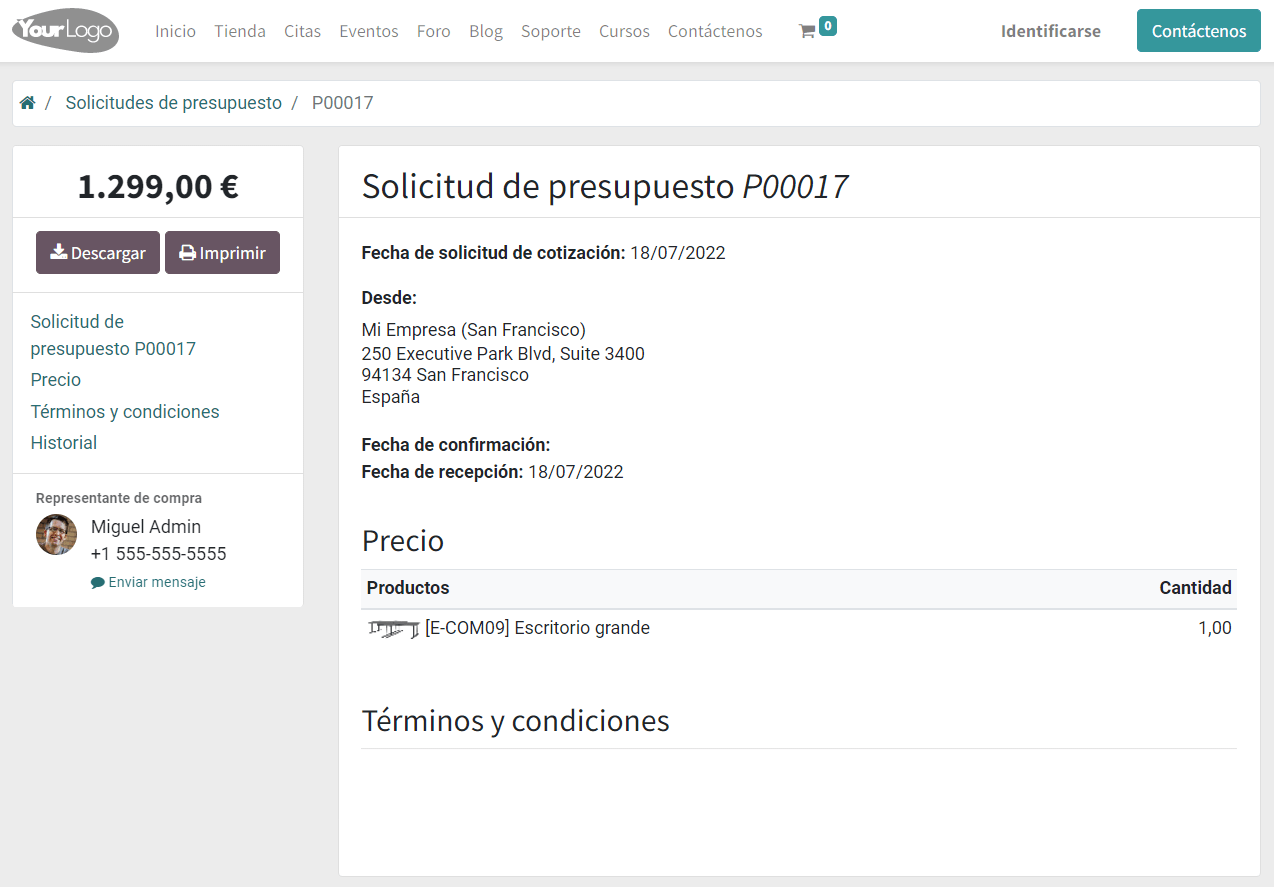 YourLogo
Inicio Tienda Citas Eventos Foro Blog Soporte Cursos Contáctenos 0 Identificarse Contáctenos
/ Solicitudes de presupuesto / P00017
1.299,00 €
Descargar Imprimir
Solicitud de
presupuesto P00017
Precio
Términos y condiciones
Historial
Representante de compra
Miguel Admin
+1 555-555-5555
Enviar mensaje
Solicitud de presupuesto P00017
Fecha de solicitud de cotización: 18/07/2022
Desde:
Mi Empresa (San Francisco)
250 Executive Park Blvd, Suite 3400
94134 San Francisco
España
Fecha de confirmación:
Fecha de recepción: 18/07/2022
Precio
Productos Cantidad
[E-COM09] Escritorio grande 1,00
Términos y condiciones